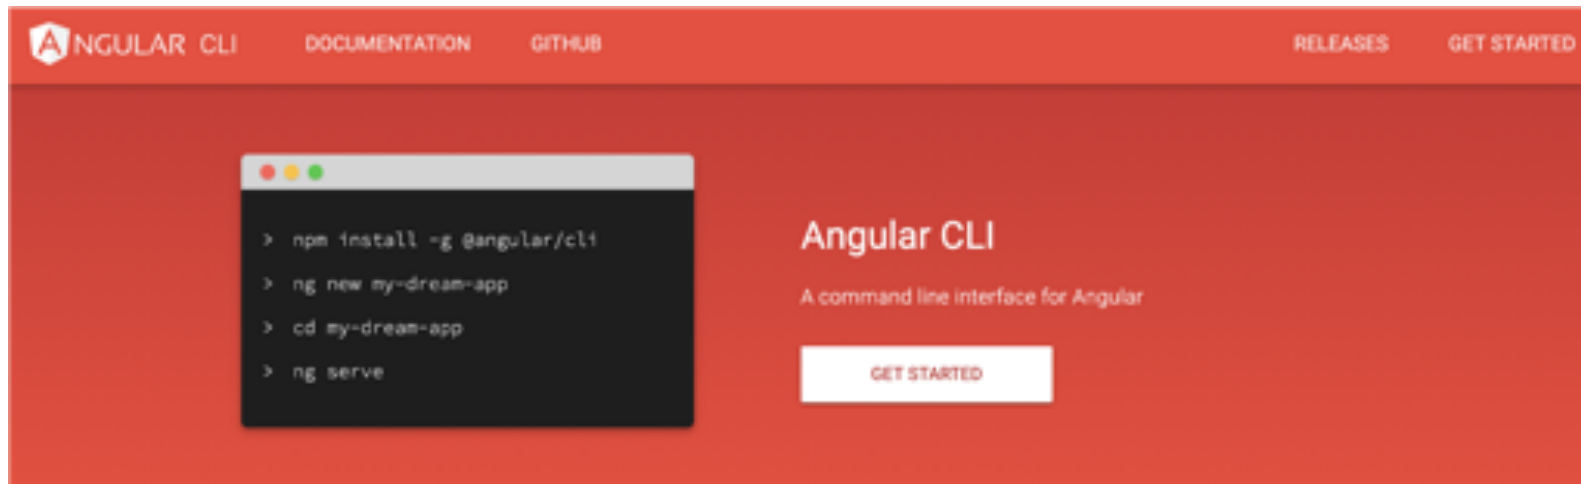 ANGULAR CLI DOCUMENTATION GITHUB RELEASES GET STARTED
> npm install -g @angular/cli
> ng new my-dream-app
> cd my-dream-app
> ng serve
Angular CLI
A command line interface for Angular
GET STARTED